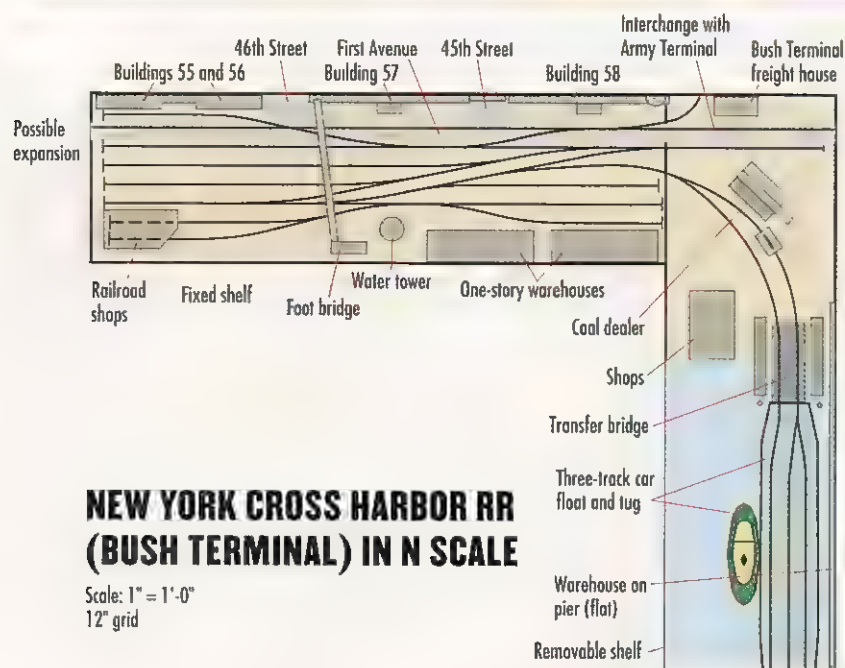 Interchange with
Army Terminal
46th Street
First Avenue
45th Street
Bush Terminal
freight house
Buildings 55 and 56
Building 57
Building 58
Possible
expansion
Railroad
shops
Fixed shelf
Foot bridge
Water tower
One-story warehouses
Coal dealer
Shops
Transfer bridge
Three-track car
float and tug
NEW YORK CROSS HARBOR RR
(BUSH TERMINAL) IN N SCALE
Scale: 1" = 1'-0"
12" grid
Warehouse on
pier (flat)
Removable shelf